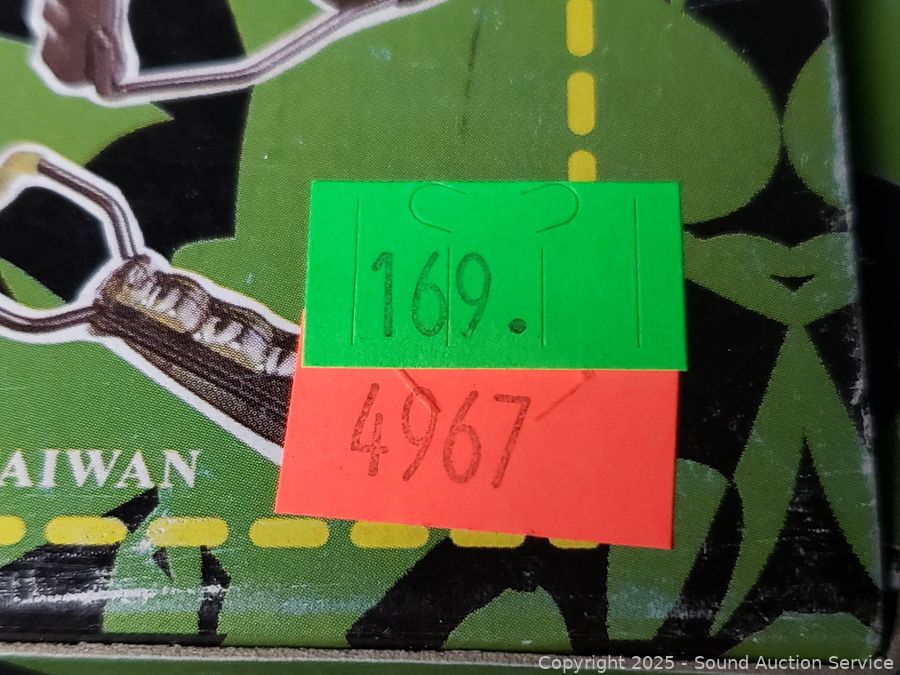 169.
4967
AIWAN
Copyright 2025 - Sound Auction Service